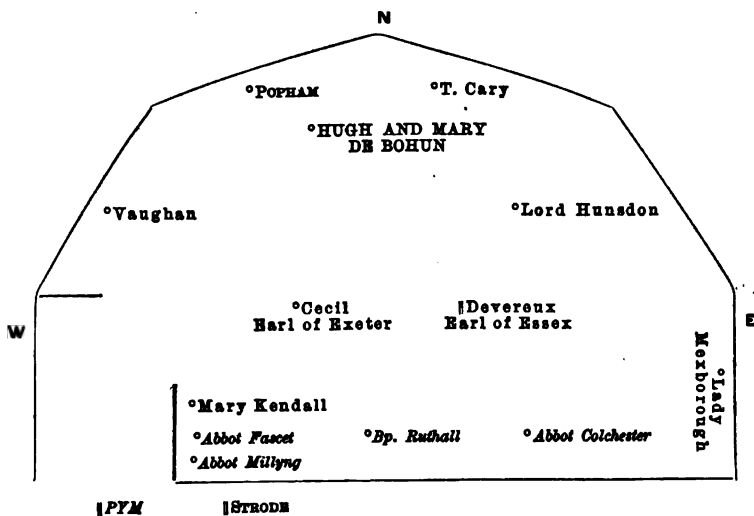 N
°POPHAM
°T. Cary
°HUGH AND MARY
DE BOHUN
°Vaughan
°Lord Hunsdon
°Cecil
Earl of Exeter
‖Devereux
Earl of Essex
W
E
°Lady
Mexborough
°Mary Kendall
°Abbot Fascet
°Bp. Ruthall
°Abbot Colchester
°Abbot Millyng
‖PYM
‖STRODE